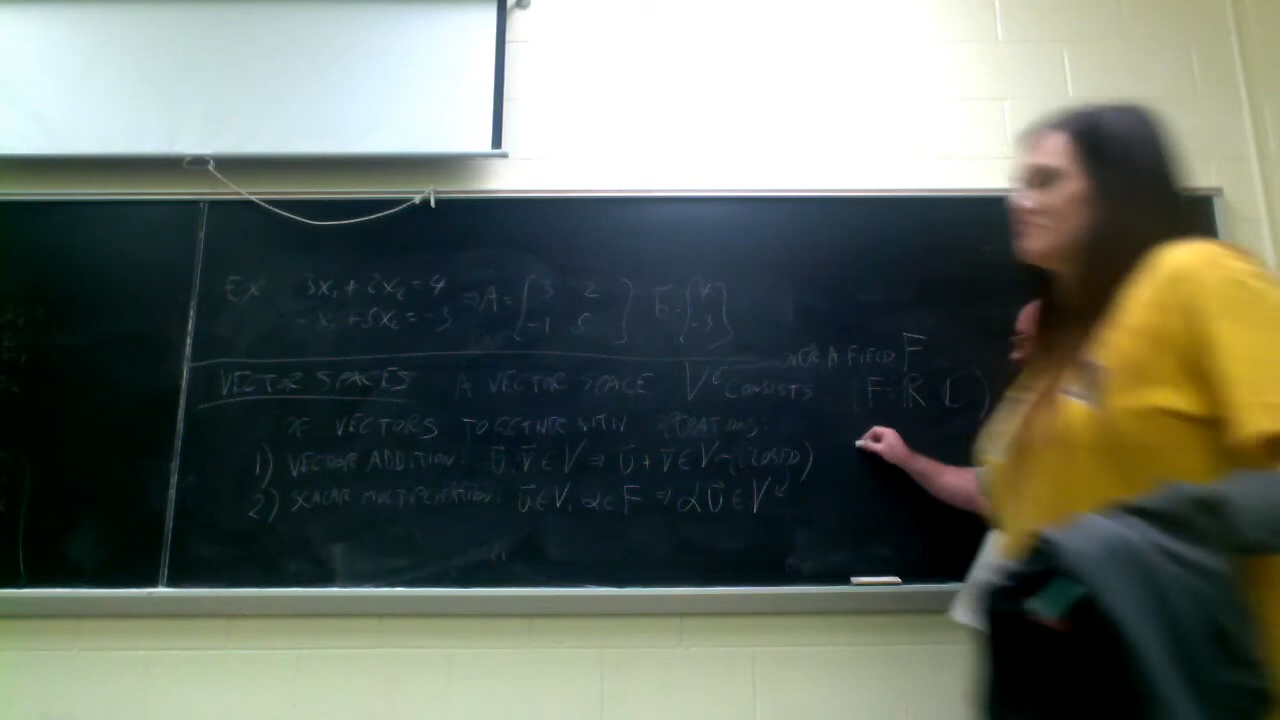 EX 3x₁ + 2x₂ = 4
-x₁ + 5x₂ = -3 ⇒ A = [3 2; -1 5] b = [4; -3]
OVER A FIELD F
VECTOR SPACES A VECTOR SPACE V CONSISTS (F = R, C)
OF VECTORS TOGETHER WITH OPERATIONS:
1) VECTOR ADDITION: ū, v̄ ∈ V ⇒ ū + v̄ ∈ V (CLOSED)
2) SCALAR MULTIPLICATION: ū ∈ V, α ∈ F ⇒ αū ∈ V